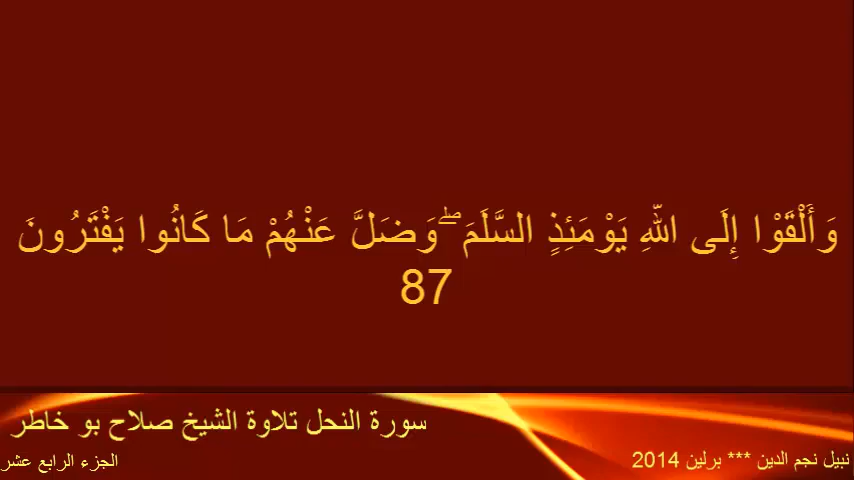 وَأَلْقَوْا إِلَى اللَّهِ يَوْمَئِذٍ السَّلَمَ ۖ وَضَلَّ عَنْهُمْ مَا كَانُوا يَفْتَرُونَ
87
سورة النحل تلاوة الشيخ صلاح بو خاطر
نبيل نجم الدين *** برلين 2014
الجزء الرابع عشر